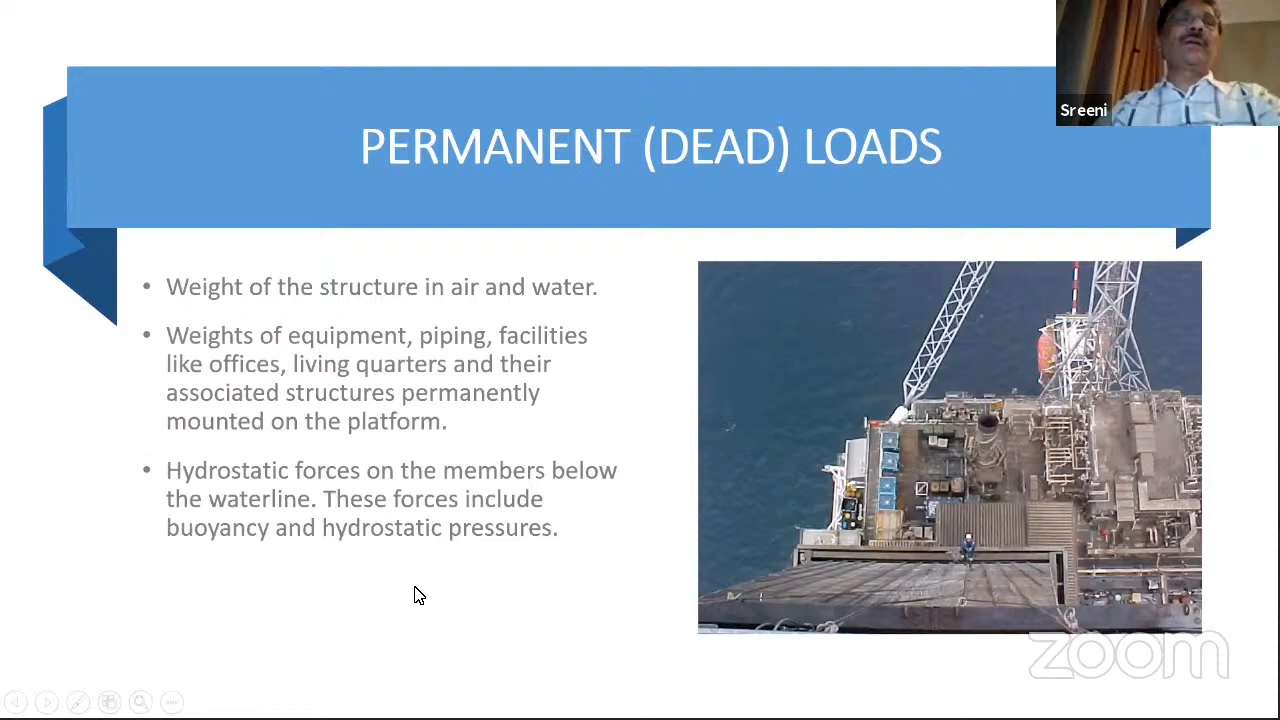 Sreeni
PERMANENT (DEAD) LOADS
• Weight of the structure in air and water.
• Weights of equipment, piping, facilities
like offices, living quarters and their
associated structures permanently
mounted on the platform.
• Hydrostatic forces on the members below
the waterline. These forces include
buoyancy and hydrostatic pressures.
zoom